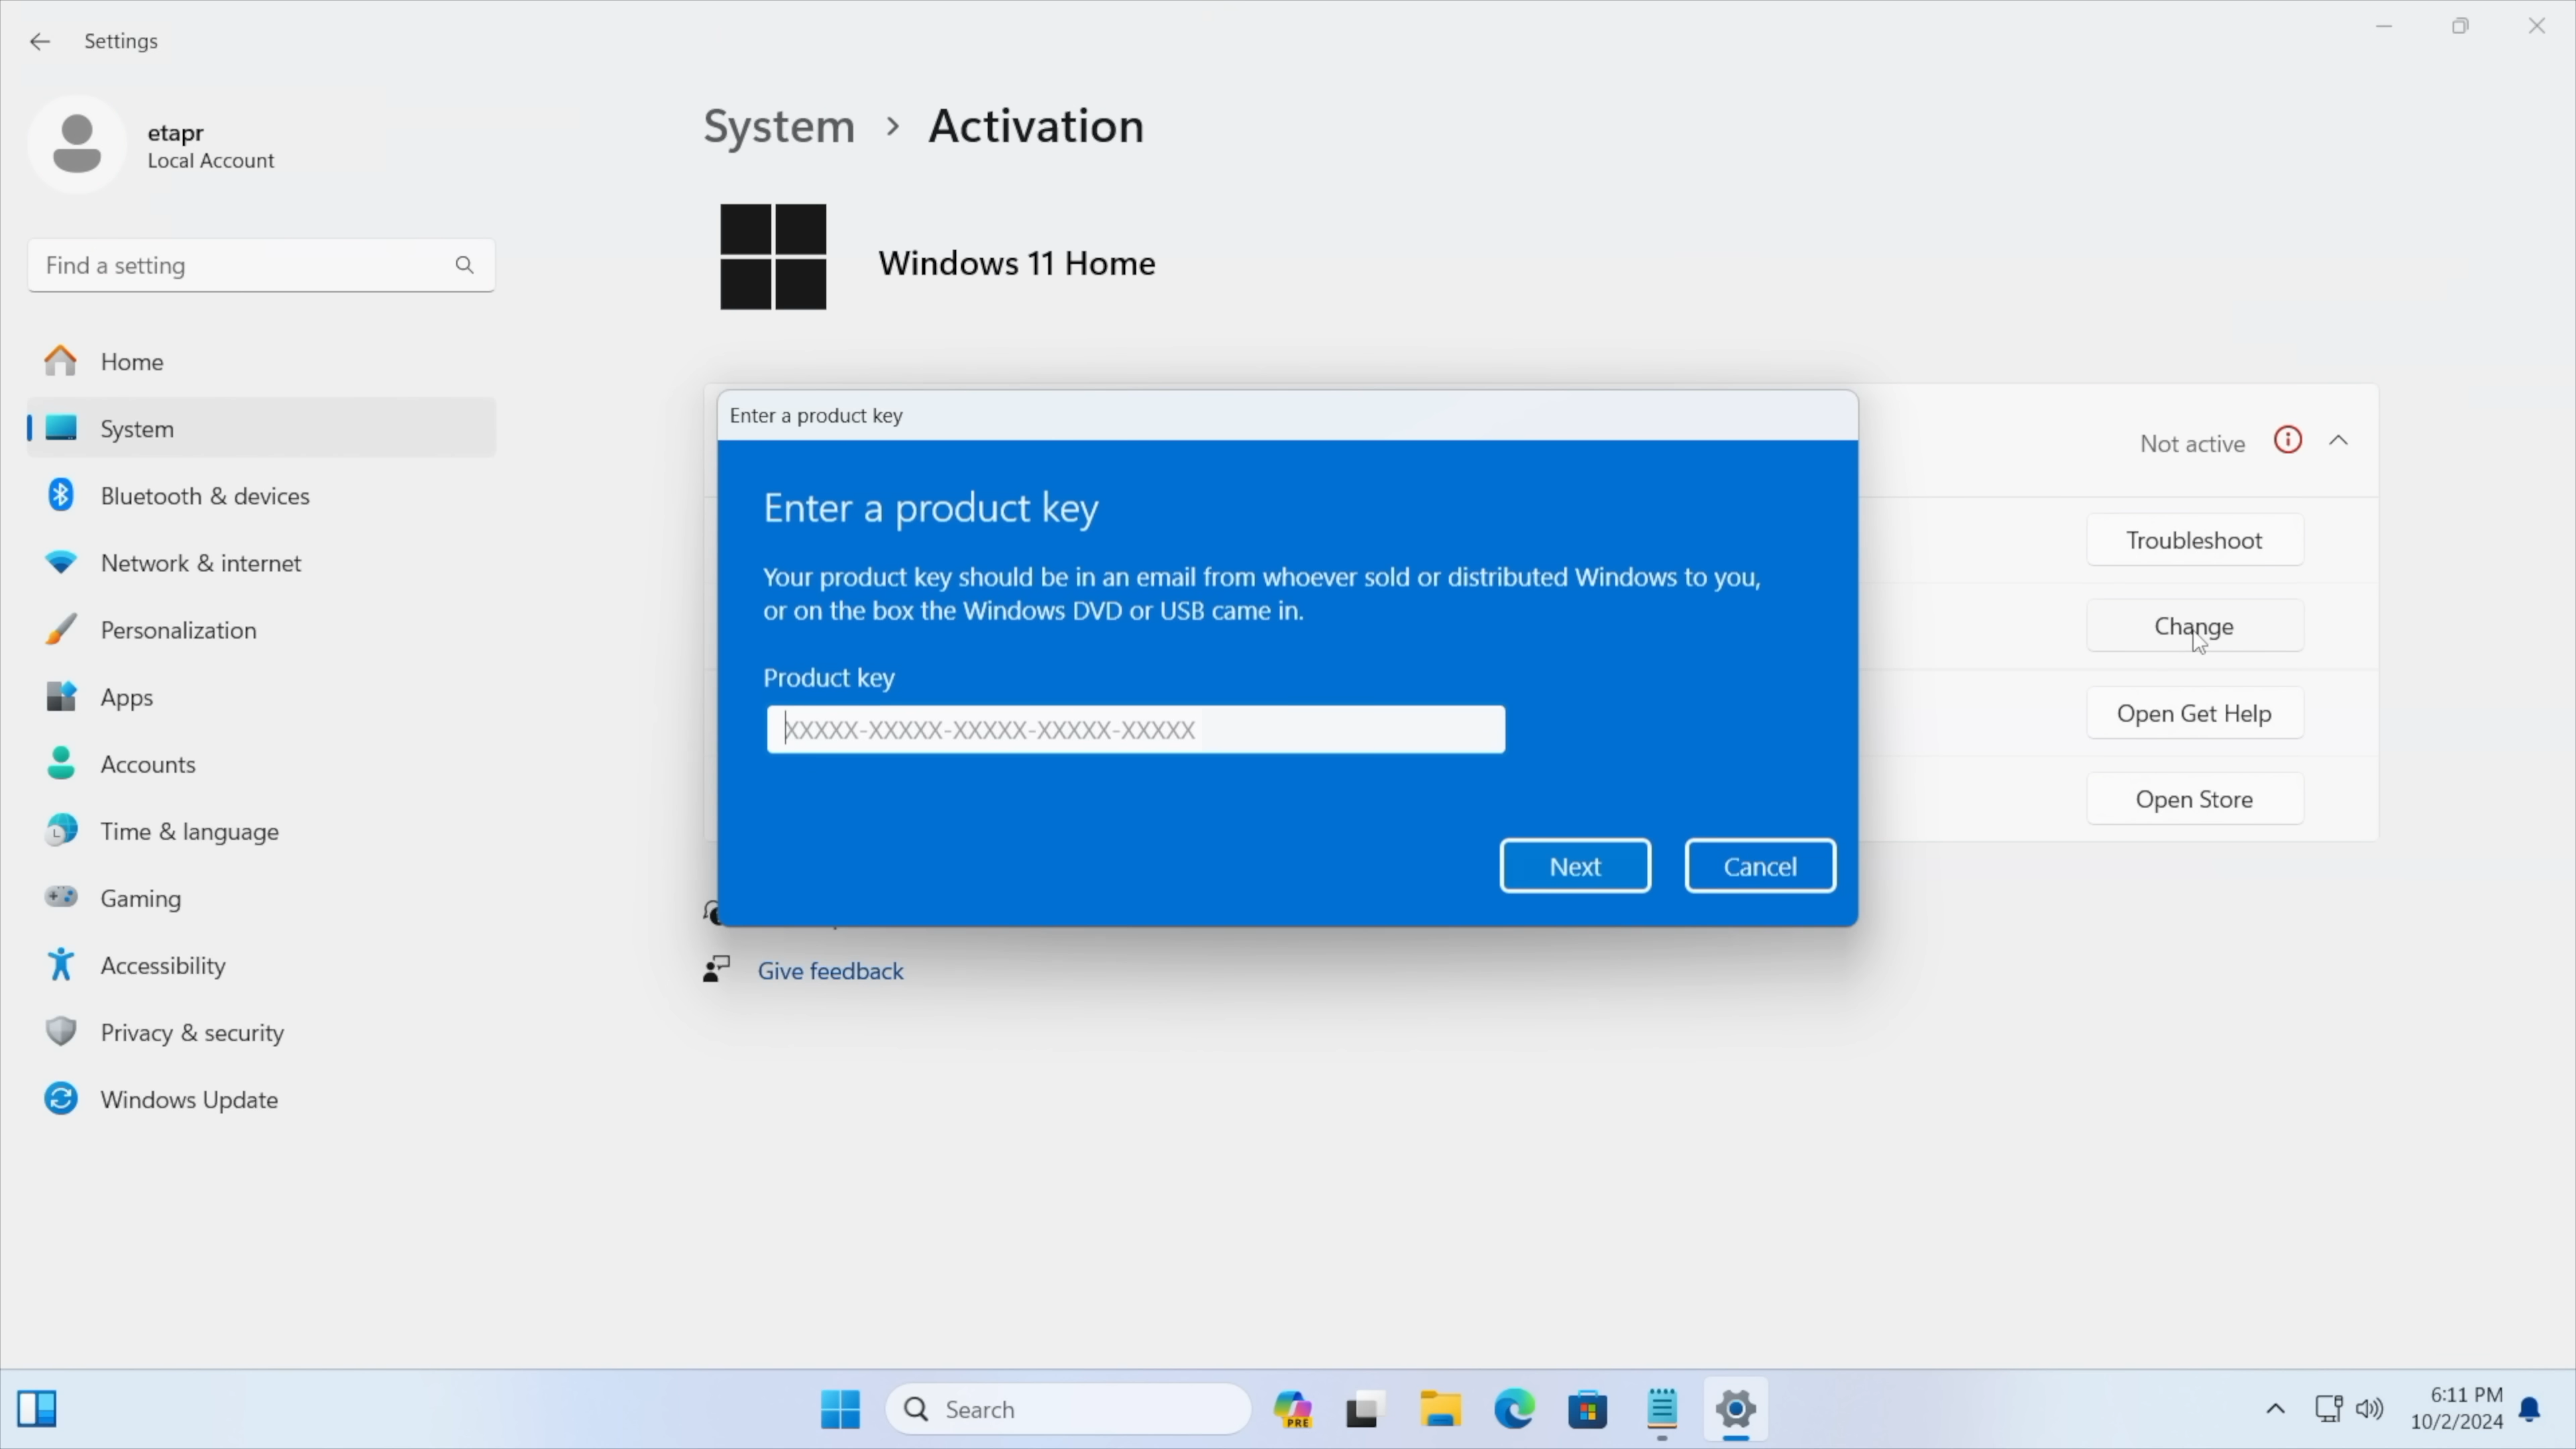 Settings
etapr
Local Account
Find a setting
Home
System
Bluetooth & devices
Network & internet
Personalization
Apps
Accounts
Time & language
Gaming
Accessibility
Privacy & security
Windows Update
System > Activation
Windows 11 Home
Not active
Troubleshoot
Change
Open Get Help
Open Store
Enter a product key
Enter a product key
Your product key should be in an email from whoever sold or distributed Windows to you,
or on the box the Windows DVD or USB came in.
Product key
XXXXX-XXXXX-XXXXX-XXXXX-XXXXX
Next
Cancel
Give feedback
Search
PRE
6:11 PM
10/2/2024